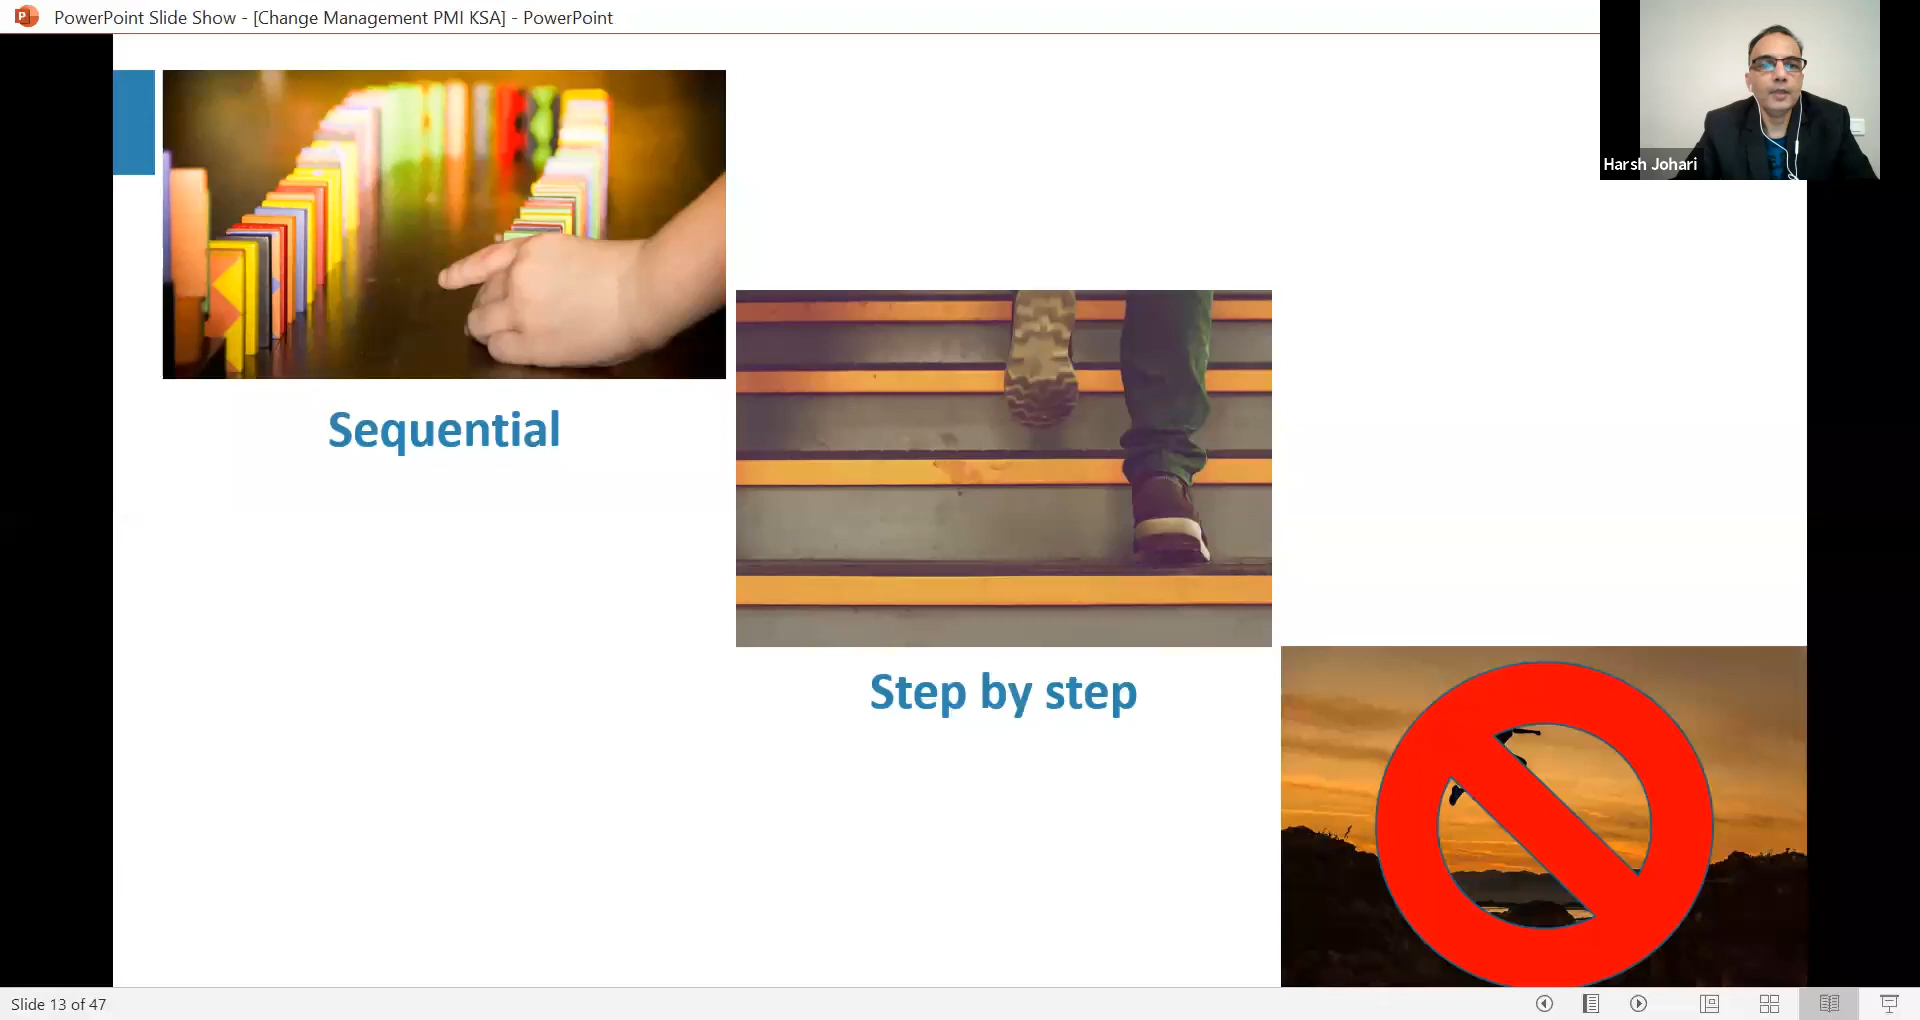 PowerPoint Slide Show - [Change Management PMI KSA] - PowerPoint
Harsh Johari
Sequential
Step by step
Slide 13 of 47